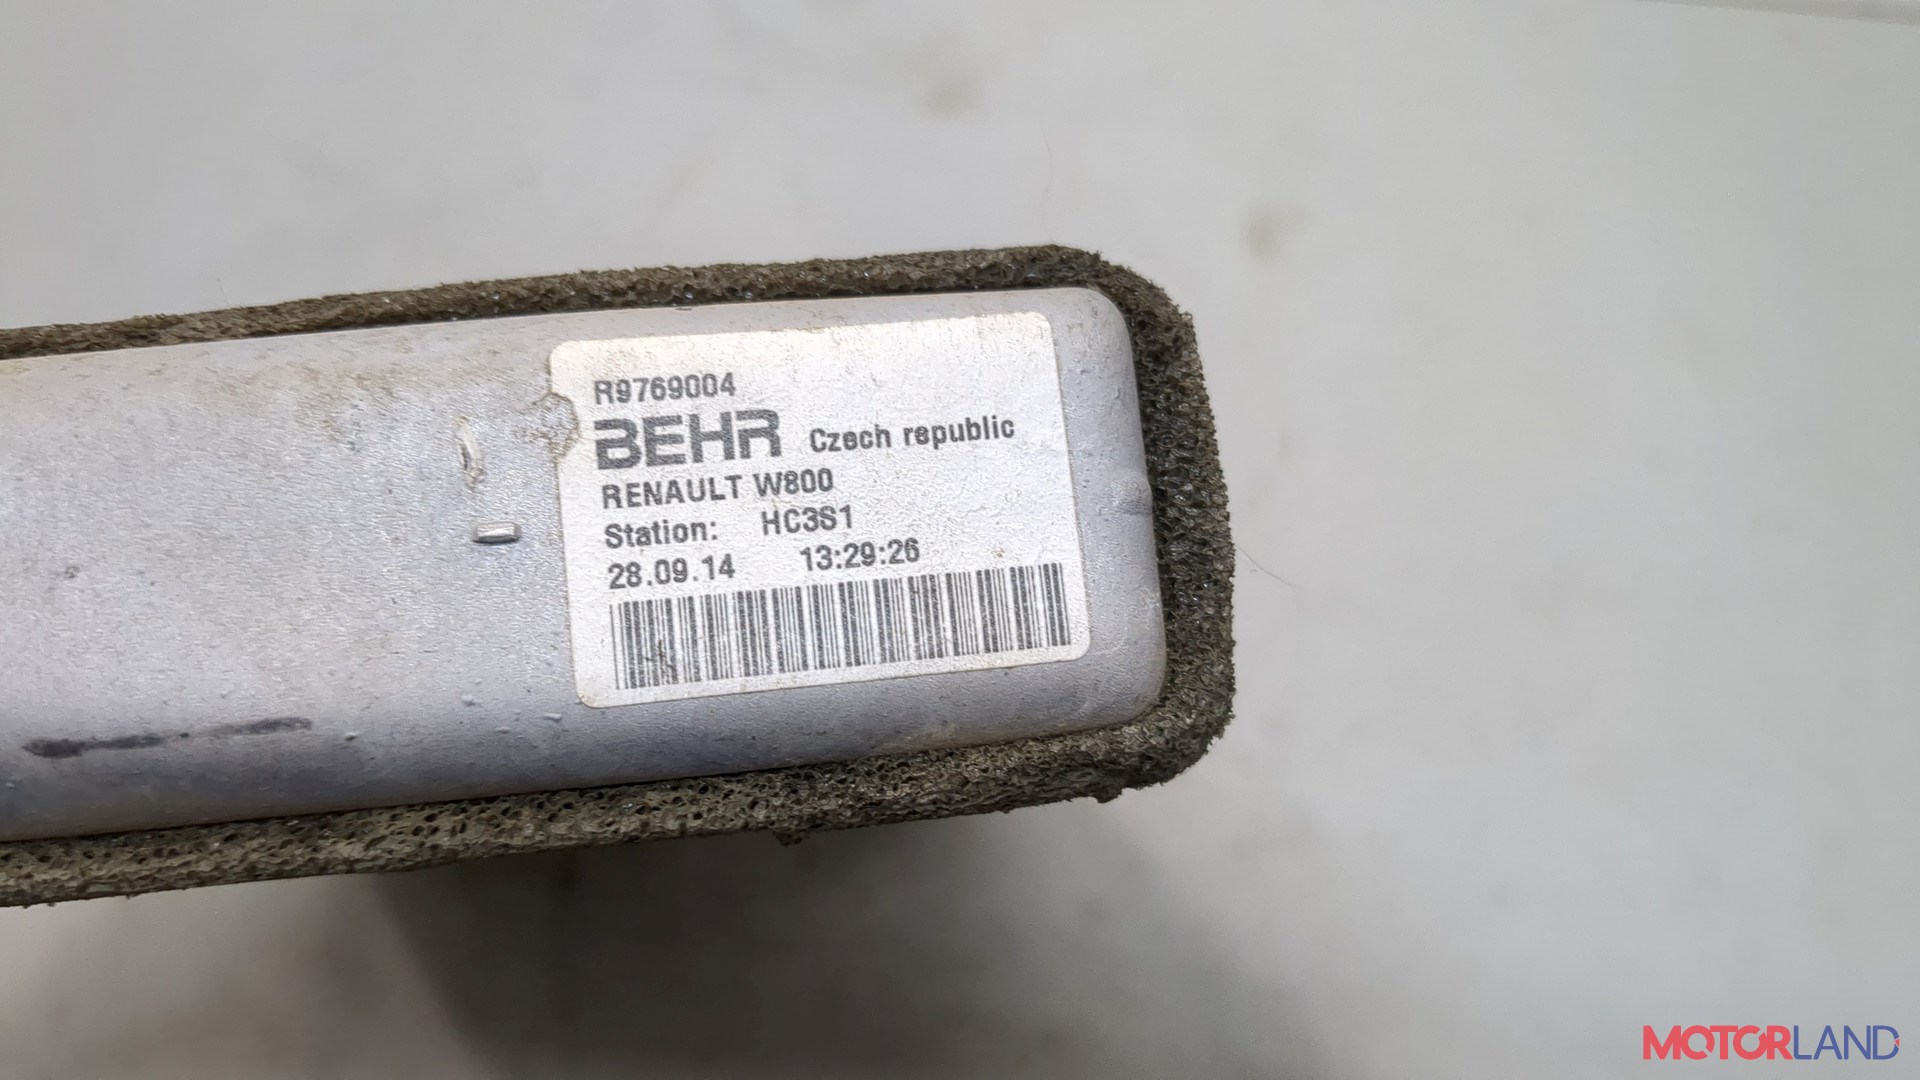 R9769004
BEHR Czech republic
RENAULT W800
Station: HC3S1
28.09.14 13:29:26
MOTORLAND